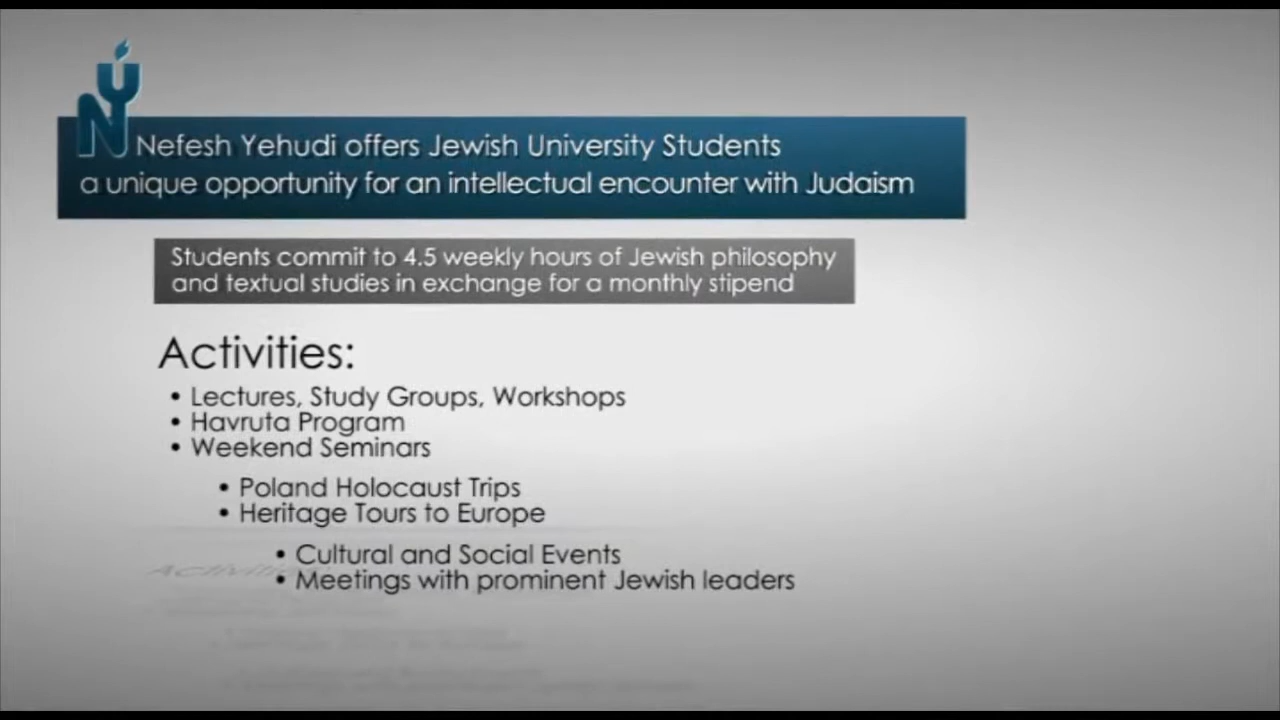 NY
Nefesh Yehudi offers Jewish University Students
a unique opportunity for an intellectual encounter with Judaism
Students commit to 4.5 weekly hours of Jewish philosophy
and textual studies in exchange for a monthly stipend
Activities:
• Lectures, Study Groups, Workshops
• Havruta Program
• Weekend Seminars
• Poland Holocaust Trips
• Heritage Tours to Europe
• Cultural and Social Events
• Meetings with prominent Jewish leaders